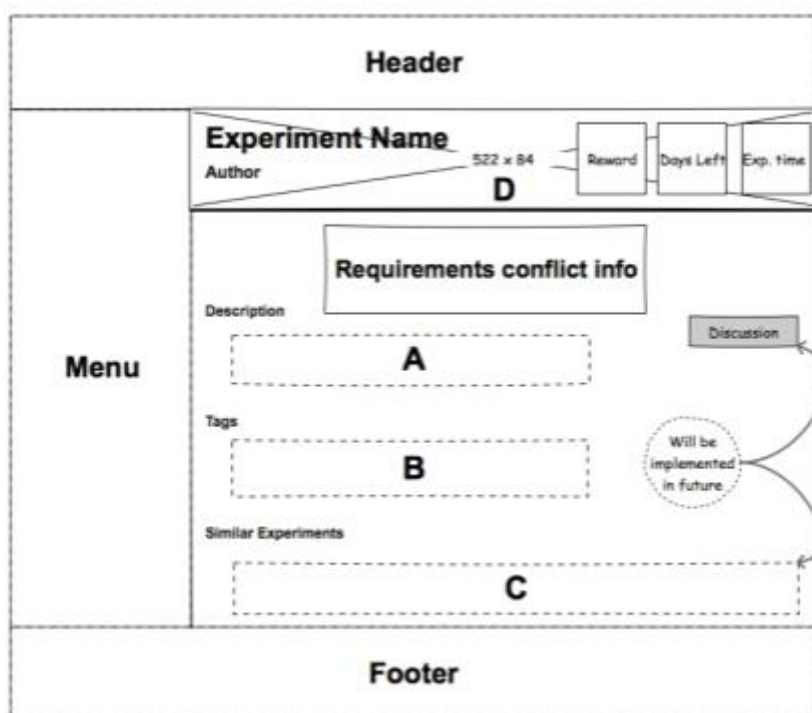 Header
Experiment Name
Author
522 x 84
D
Reward
Days Left
Exp. time
Requirements conflict info
Description
Discussion
A
Menu
Tags
B
Will be
implemented
in future
Similar Experiments
C
Footer